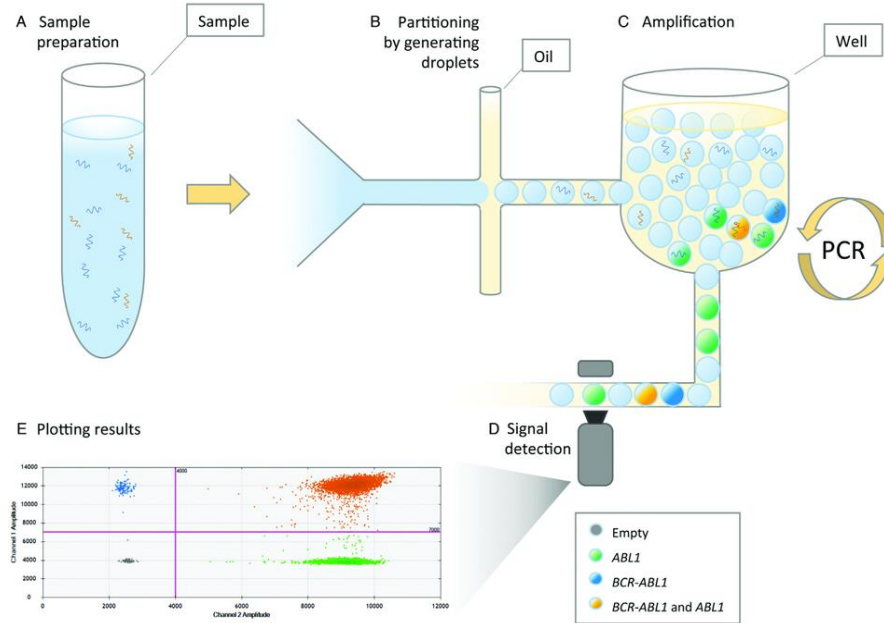 A Sample
preparation
Sample
B Partitioning
by generating
droplets
Oil
C Amplification
Well
PCR
D Signal
detection
E Plotting results
Channel 1 Amplitude
14000
12000
10000
8000
6000
4000
2000
0
4000
7000
0 2000 4000 6000 8000 10000 12000
Channel 2 Amplitude
Empty
ABL1
BCR-ABL1
BCR-ABL1 and ABL1